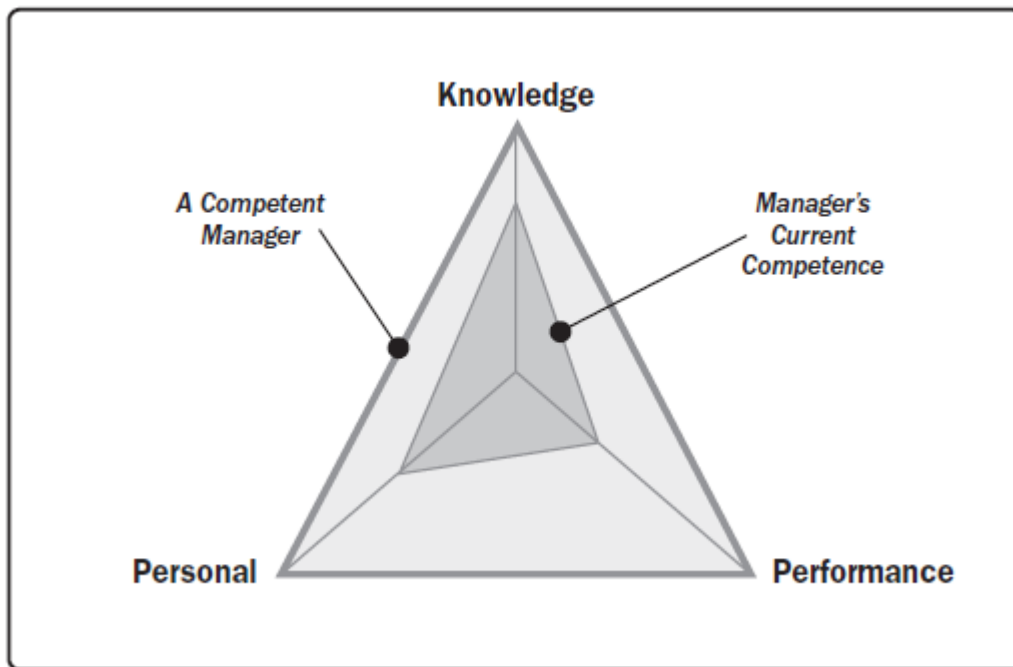 Knowledge
A Competent
Manager
Manager's
Current
Competence
Personal
Performance